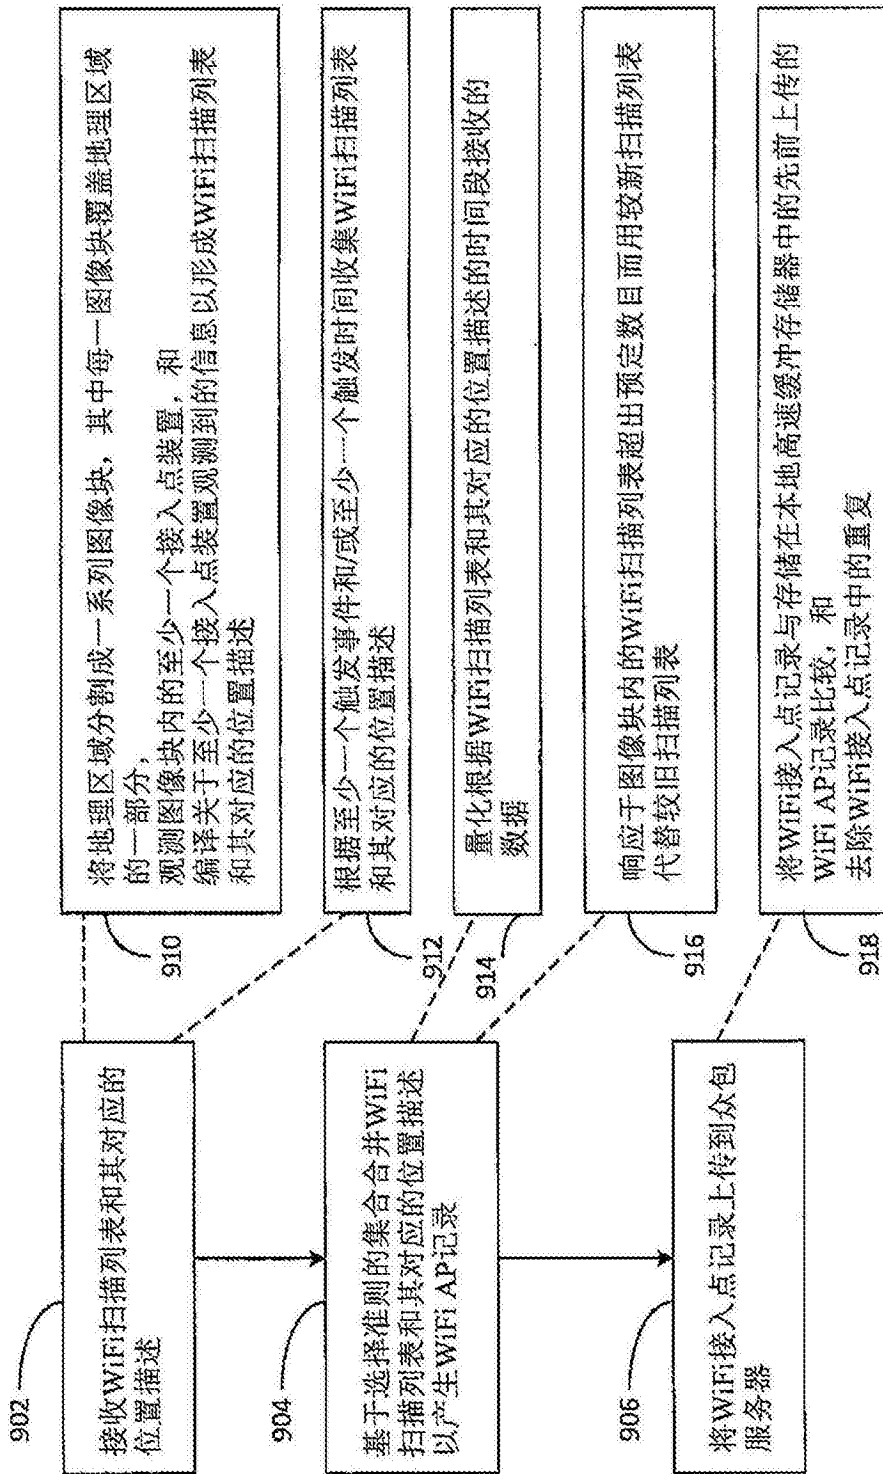 902
接收WiFi扫描列表和其对应的
位置描述
904
基于选择准则的集合合并WiFi
扫描列表和其对应的位置描述
以产生WiFi AP记录
906
将WiFi接入点记录上传到众包
服务器
910
将地理区域分割成一系列图像块，其中每一图像块覆盖地理区域
的一部分，
观测图像块内的至少一个接入点装置，和
编译关于至少一个接入点装置观测到的信息以形成WiFi扫描列表
和其对应的位置描述
912
根据至少一个触发事件和/或至少一个触发时间收集WiFi扫描列表
和其对应的位置描述
914
量化根据WiFi扫描列表和其对应的位置描述的时间段接收的
数据
916
响应于图像块内的WiFi扫描列表超出预定数目而用较新扫描列表
代替较旧扫描列表
918
将WiFi接入点记录与存储在本地高速缓冲存储器中的先前上传的
WiFi AP记录比较，和
去除WiFi接入点记录中的重复